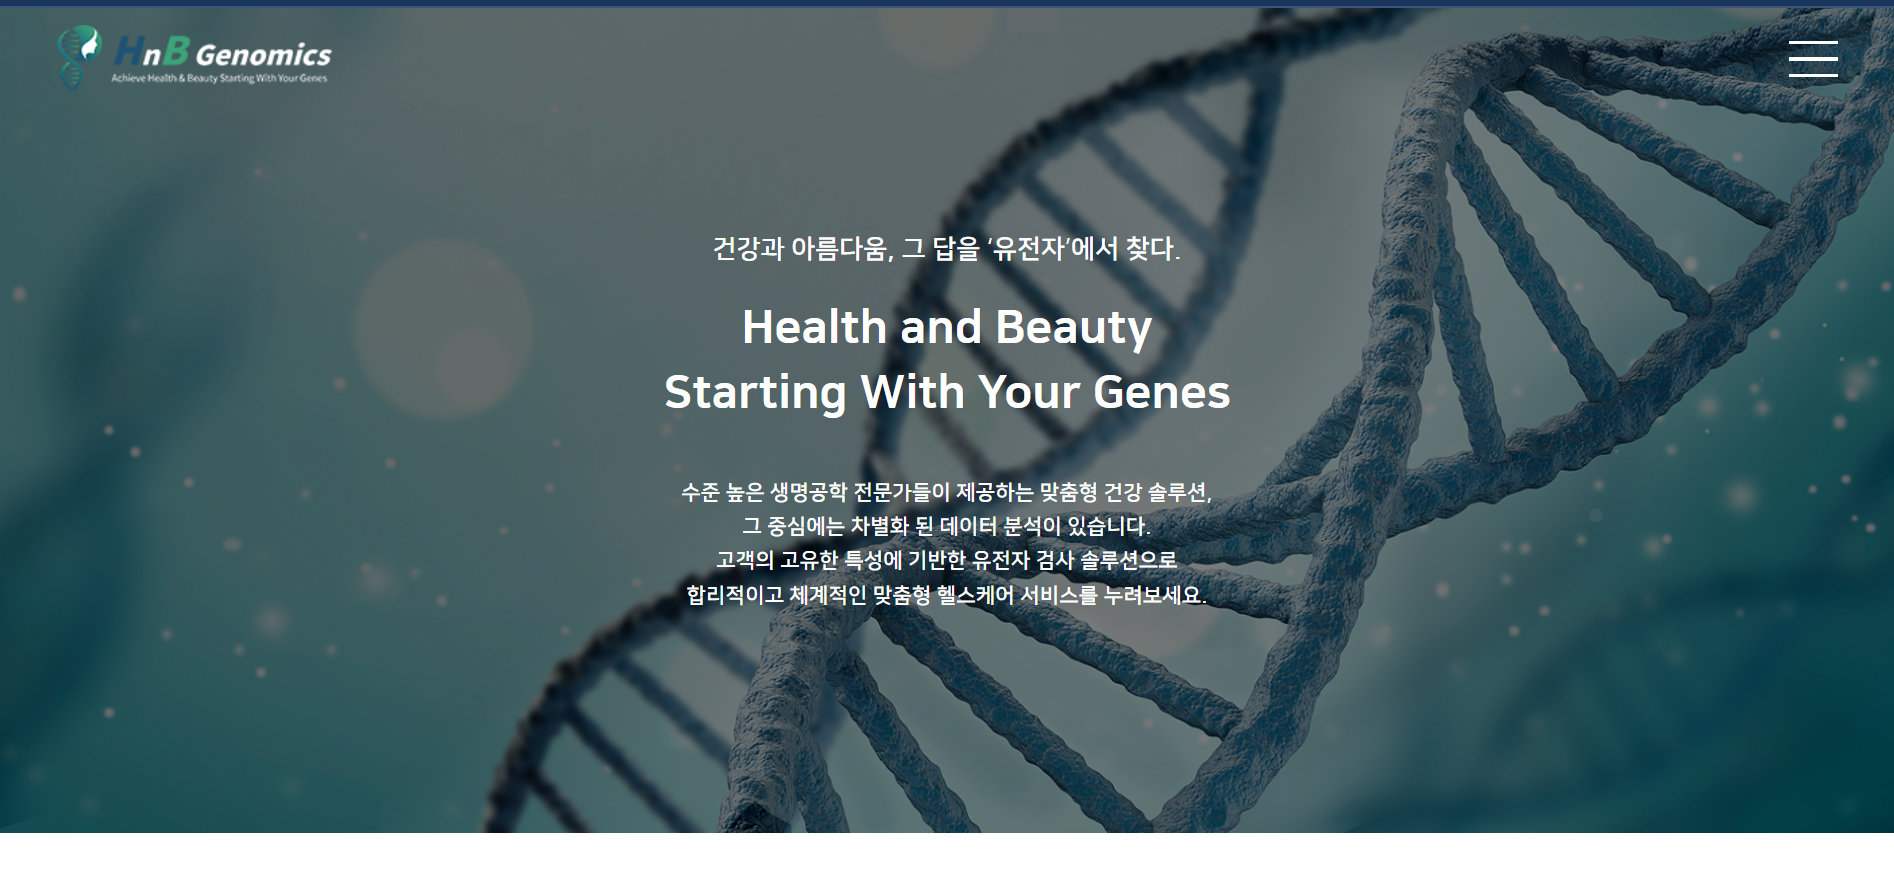 HnB Genomics
Achieve Health & Beauty Starting With Your Genes
건강과 아름다움, 그 답을 ‘유전자’에서 찾다.
Health and Beauty
Starting With Your Genes
수준 높은 생명공학 전문가들이 제공하는 맞춤형 건강 솔루션,
그 중심에는 차별화 된 데이터 분석이 있습니다.
고객의 고유한 특성에 기반한 유전자 검사 솔루션으로
합리적이고 체계적인 맞춤형 헬스케어 서비스를 누려보세요.